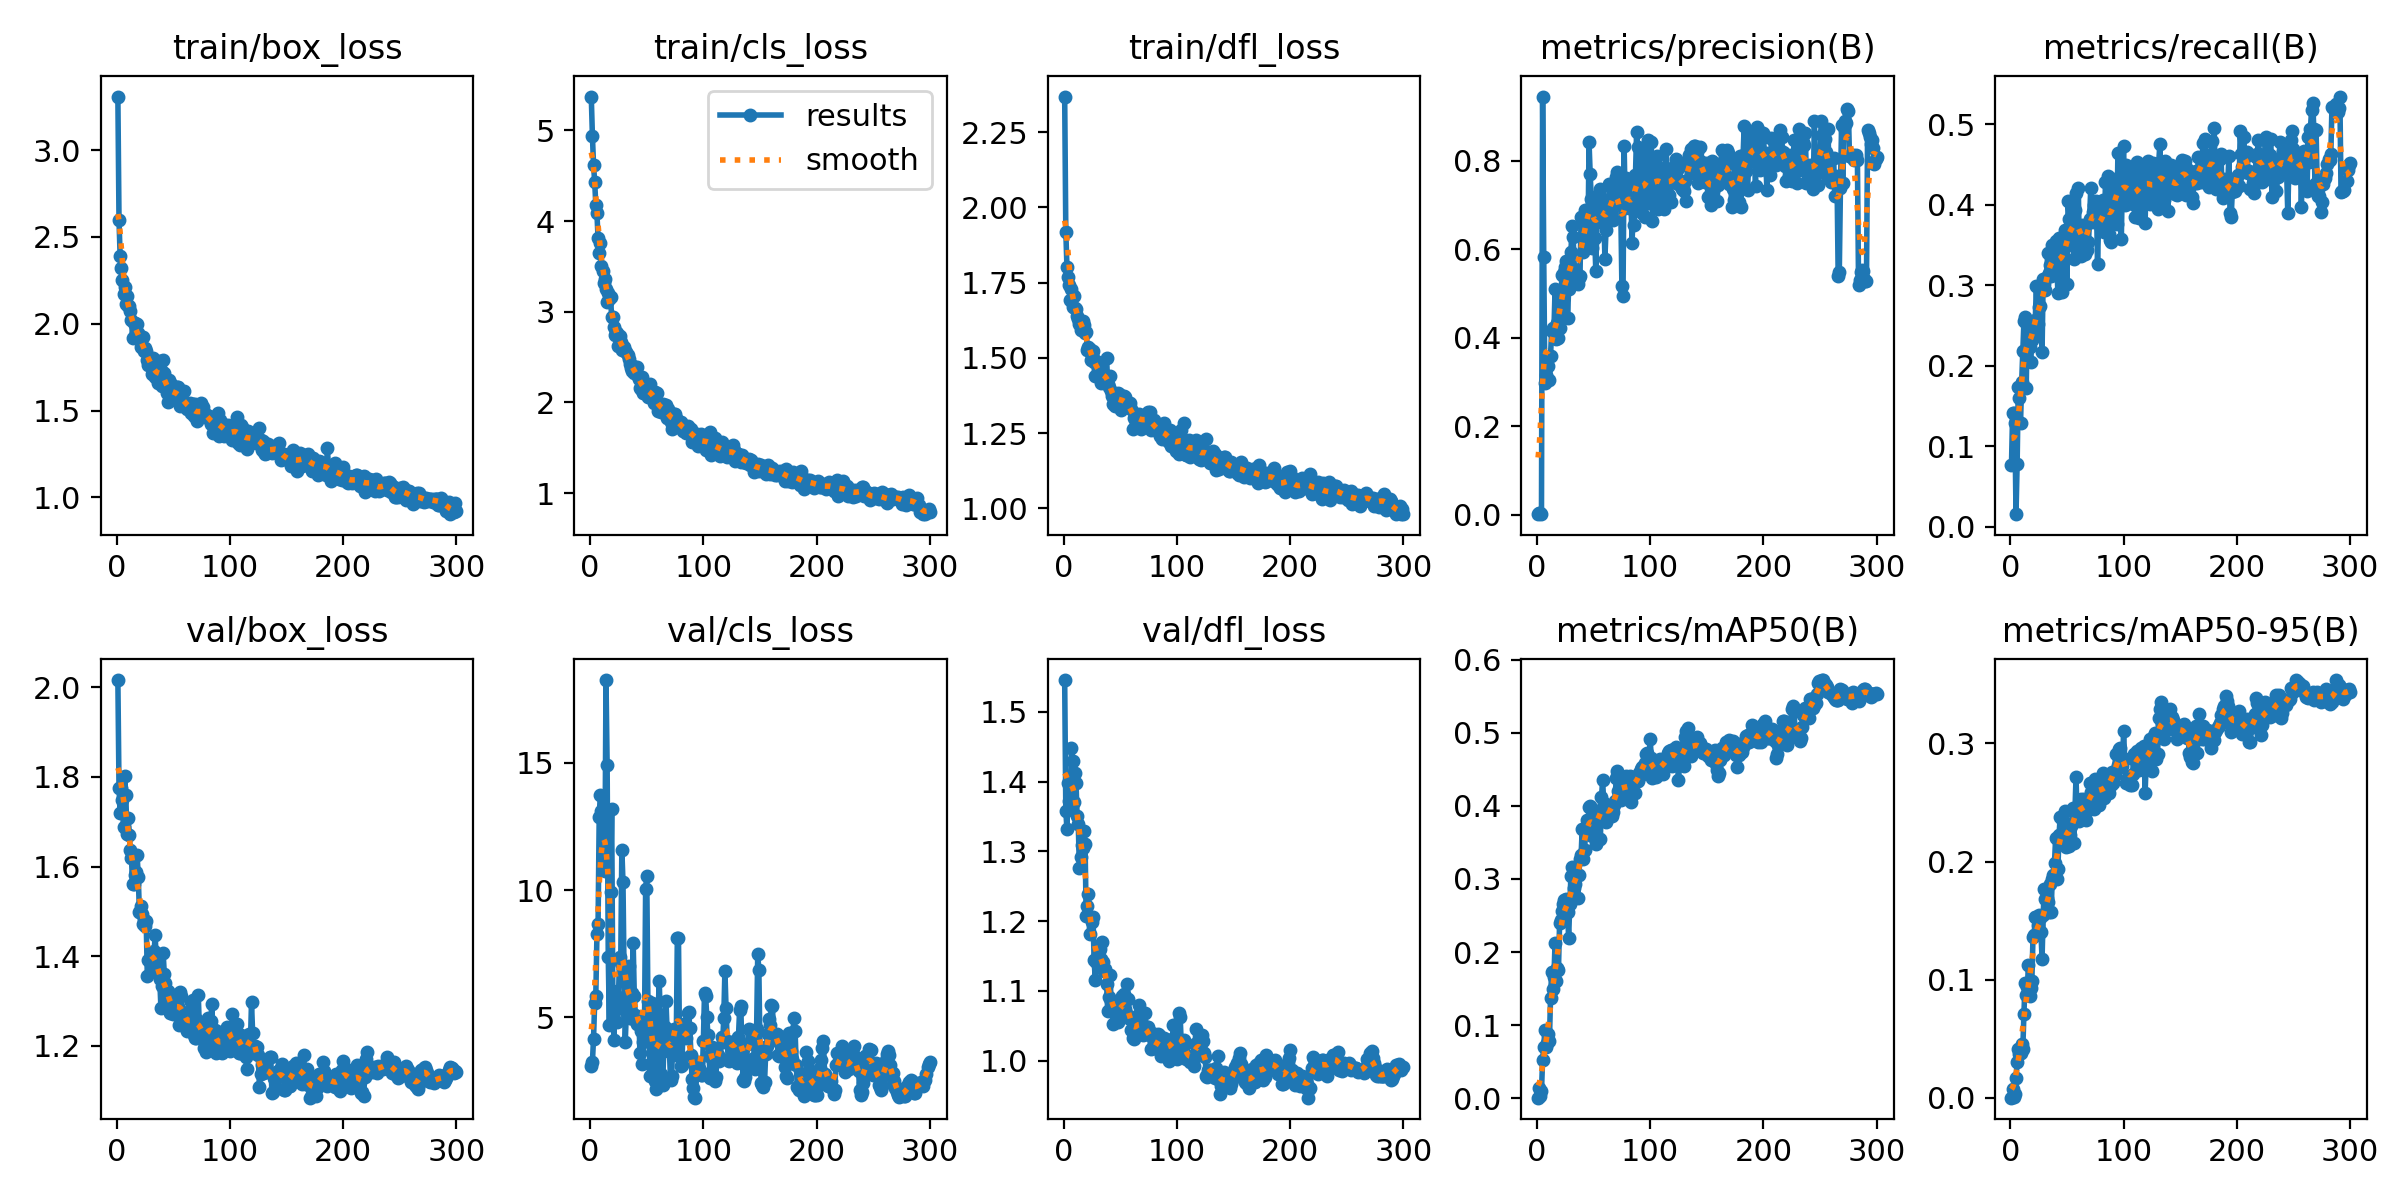 train/box_loss
3.0
2.5
2.0
1.5
1.0
0 100 200 300
train/cls_loss
results
smooth
5
4
3
2
1
0 100 200 300
train/dfl_loss
2.25
2.00
1.75
1.50
1.25
1.00
0 100 200 300
metrics/precision(B)
0.8
0.6
0.4
0.2
0.0
0 100 200 300
metrics/recall(B)
0.5
0.4
0.3
0.2
0.1
0.0
0 100 200 300
val/box_loss
2.0
1.8
1.6
1.4
1.2
0 100 200 300
val/cls_loss
15
10
5
0 100 200 300
val/dfl_loss
1.5
1.4
1.3
1.2
1.1
1.0
0 100 200 300
metrics/mAP50(B)
0.6
0.5
0.4
0.3
0.2
0.1
0.0
0 100 200 300
metrics/mAP50-95(B)
0.3
0.2
0.1
0.0
0 100 200 300